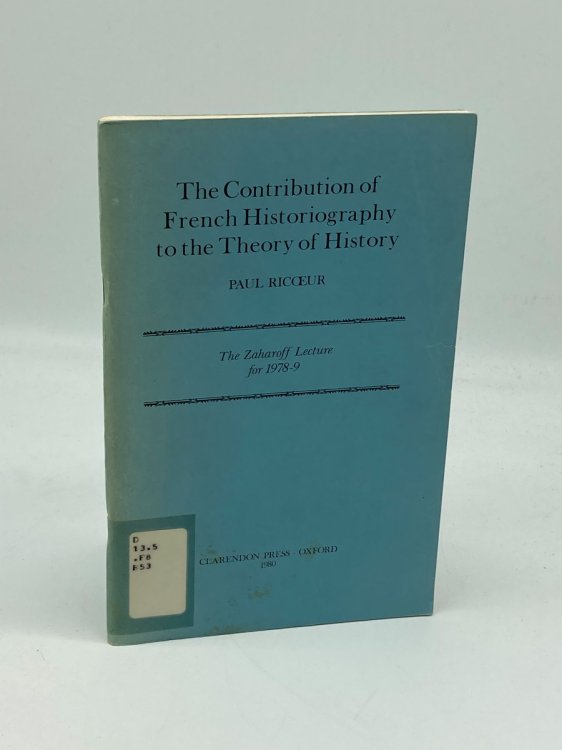 The Contribution of
French Historiography
to the Theory of History
PAUL RICŒUR
The Zaharoff Lecture
for 1978-9
D
13.5
.F8
R53
CLARENDON PRESS · OXFORD
1980